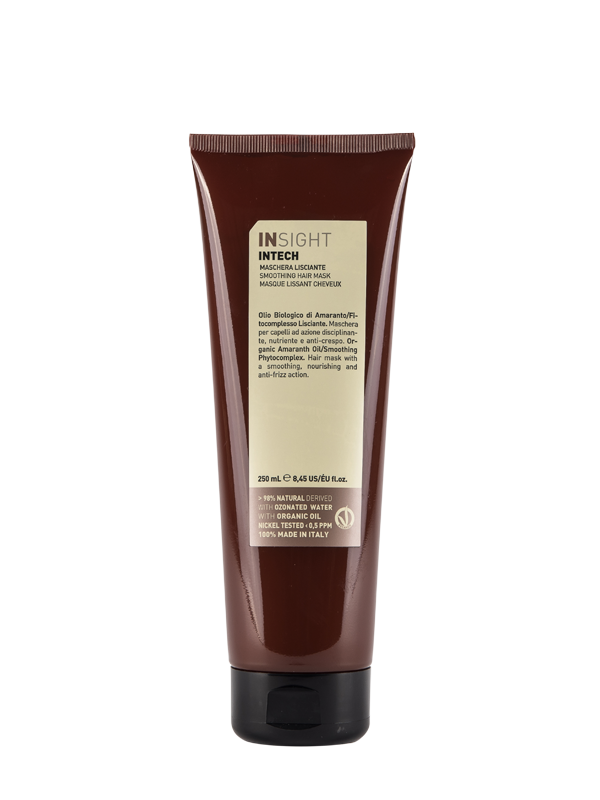 INSIGHT
INTECH
MASCHERA LISCIANTE
SMOOTHING HAIR MASK
MASQUE LISSANT CHEVEUX
Olio Biologico di Amaranto/Fi-
tocomplesso Lisciante. Maschera
per capelli ad azione disciplinan-
te, nutriente e anti-crespo. Or-
ganic Amaranth Oil/Smoothing
Phytocomplex. Hair mask with
a smoothing, nourishing and
anti-frizz action.
250 mL ℮ 8,45 US/ÉU fl.oz.
> 98% NATURAL DERIVED
WITH OZONATED WATER
WITH ORGANIC OIL
NICKEL TESTED < 0,5 PPM
100% MADE IN ITALY